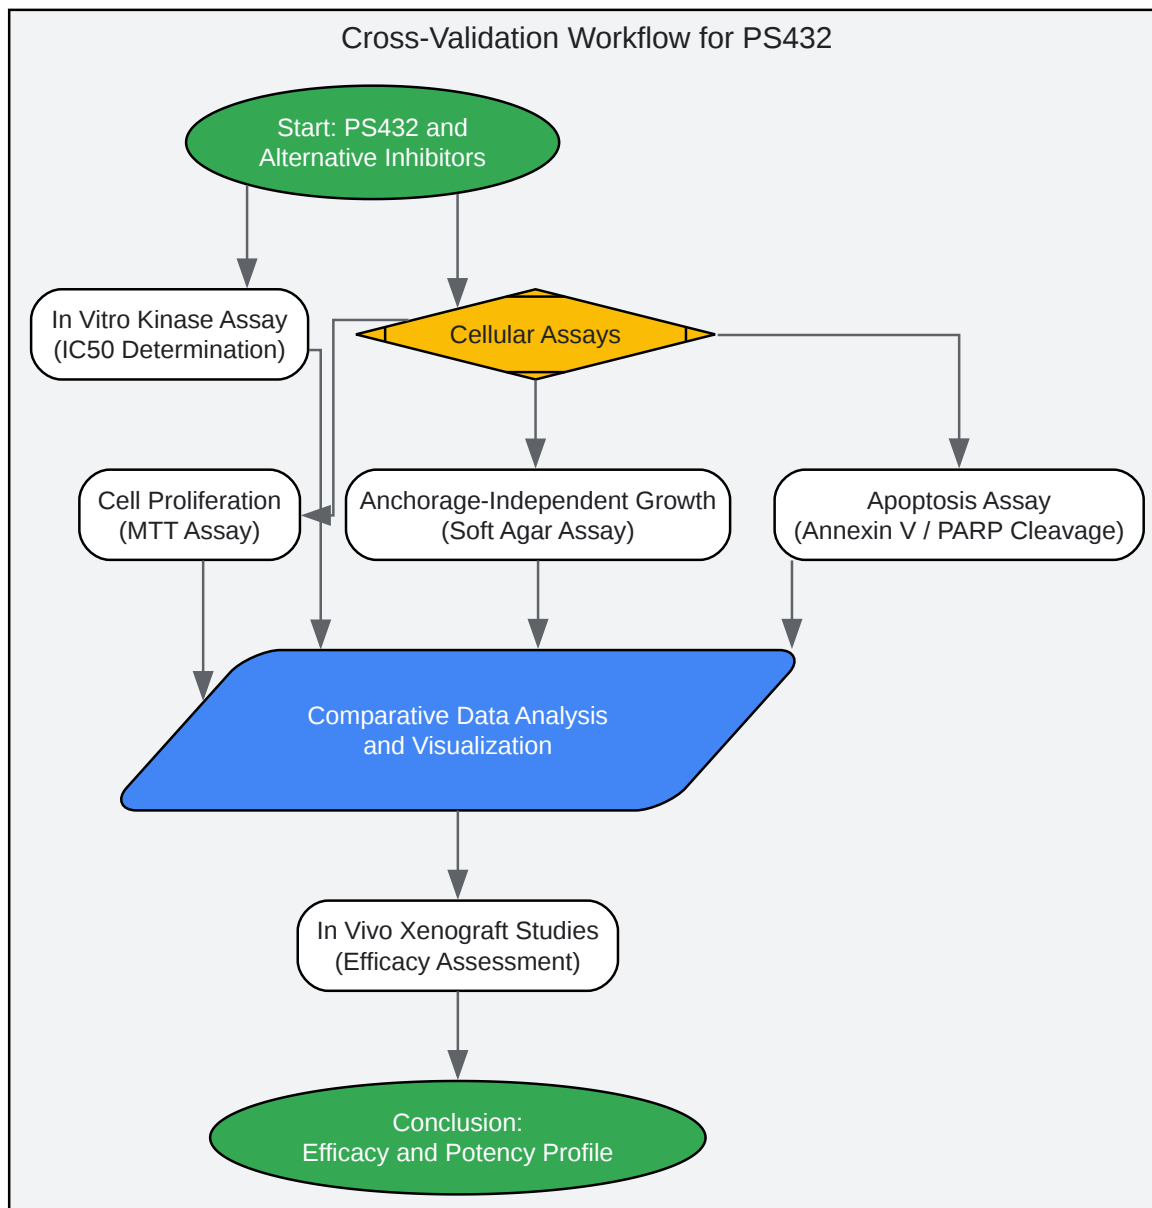 Cross-Validation Workflow for PS432
Start: PS432 and
Alternative Inhibitors
In Vitro Kinase Assay
(IC50 Determination)
Cellular Assays
Cell Proliferation
(MTT Assay)
Anchorage-Independent Growth
(Soft Agar Assay)
Apoptosis Assay
(Annexin V / PARP Cleavage)
Comparative Data Analysis
and Visualization
In Vivo Xenograft Studies
(Efficacy Assessment)
Conclusion:
Efficacy and Potency Profile